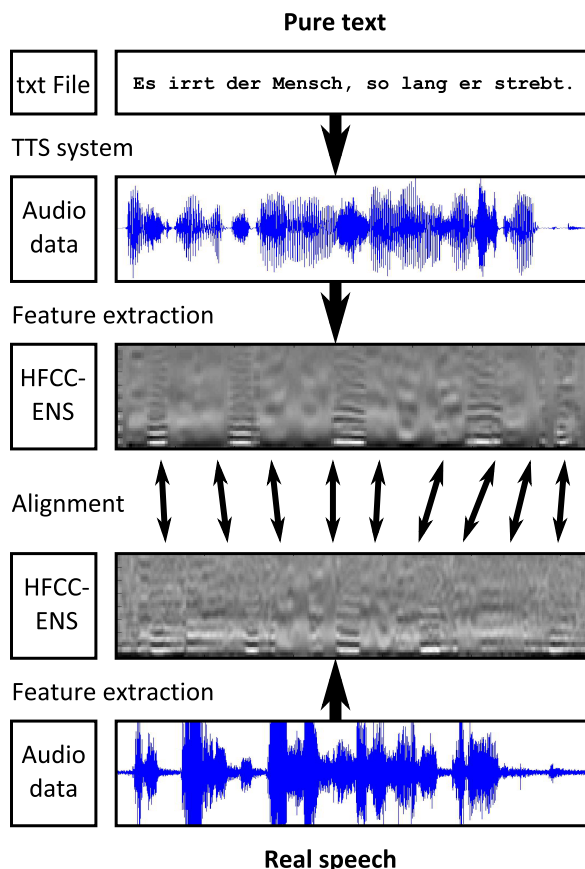 Pure text
txt File
Es irrt der Mensch, so lang er strebt.
TTS system
Audio
data
Feature extraction
HFCC-
ENS
Alignment
HFCC-
ENS
Feature extraction
Audio
data
Real speech